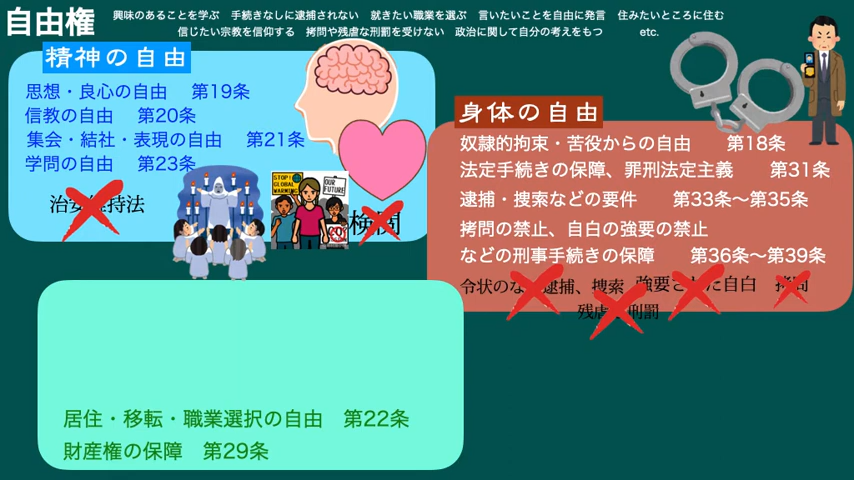 自由権
興味のあることを学ぶ 手続きなしに逮捕されない 就きたい職業を選ぶ 言いたいことを自由に発言 住みたいところに住む
信じたい宗教を信仰する 拷問や残虐な刑罰を受けない 政治に関して自分の考えをもつ etc.
精神の自由
思想・良心の自由 第19条
信教の自由 第20条
集会・結社・表現の自由 第21条
学問の自由 第23条
治安維持法
STOP! GLOBAL WARMING
OUR FUTURE
検閲
身体の自由
奴隷的拘束・苦役からの自由 第18条
法定手続きの保障、罪刑法定主義 第31条
逮捕・捜索などの要件 第33条〜第35条
拷問の禁止、自白の強要の禁止
などの刑事手続きの保障 第36条〜第39条
令状のない逮捕、捜索 強要された自白 拷問
残虐な刑罰
居住・移転・職業選択の自由 第22条
財産権の保障 第29条